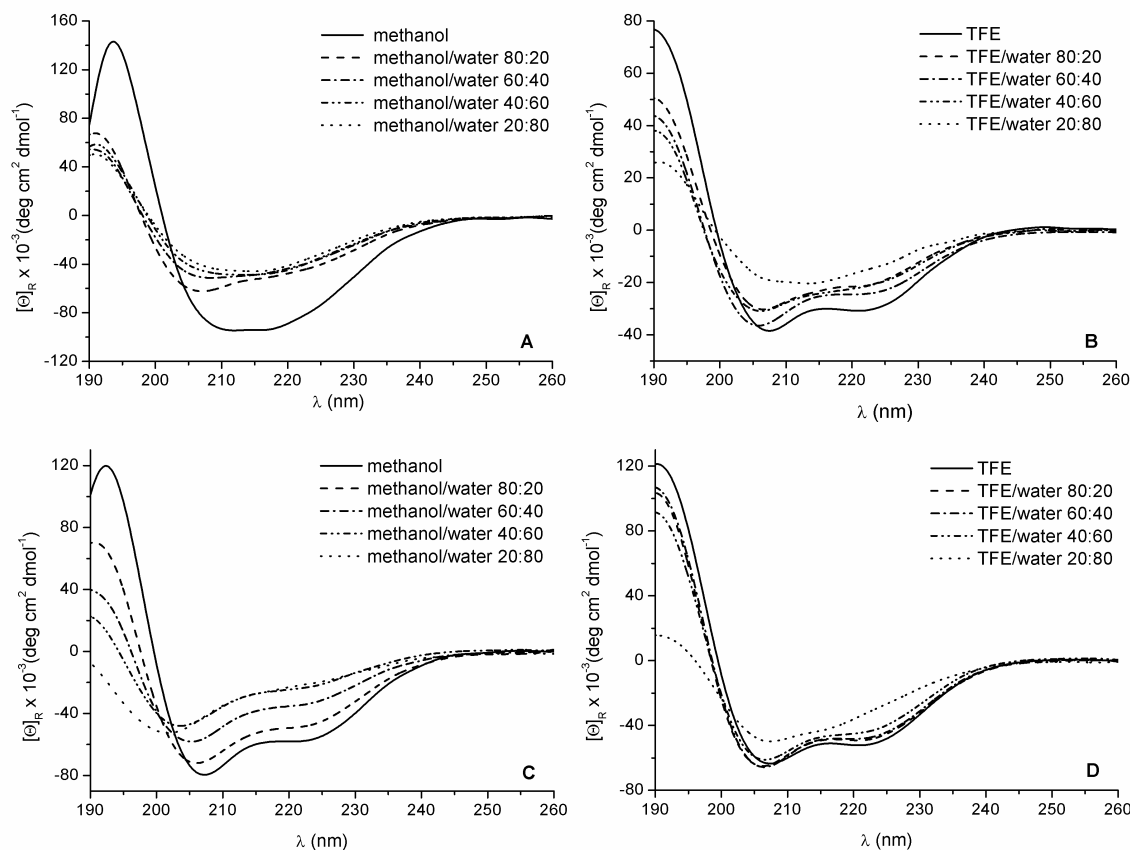 160
120
80
40
0
-40
-80
-120
[Θ]R x 10-3(deg cm2 dmol-1)
methanol
methanol/water 80:20
methanol/water 60:40
methanol/water 40:60
methanol/water 20:80
A
190 200 210 220 230 240 250 260
λ (nm)
80
60
40
20
0
-20
-40
[Θ]R x 10-3(deg cm2 dmol-1)
TFE
TFE/water 80:20
TFE/water 60:40
TFE/water 40:60
TFE/water 20:80
B
190 200 210 220 230 240 250 260
λ (nm)
120
80
40
0
-40
-80
[Θ]R x 10-3(deg cm2 dmol-1)
methanol
methanol/water 80:20
methanol/water 60:40
methanol/water 40:60
methanol/water 20:80
C
190 200 210 220 230 240 250 260
λ (nm)
120
80
40
0
-40
-80
[Θ]R x 10-3(deg cm2 dmol-1)
TFE
TFE/water 80:20
TFE/water 60:40
TFE/water 40:60
TFE/water 20:80
D
190 200 210 220 230 240 250 260
λ (nm)